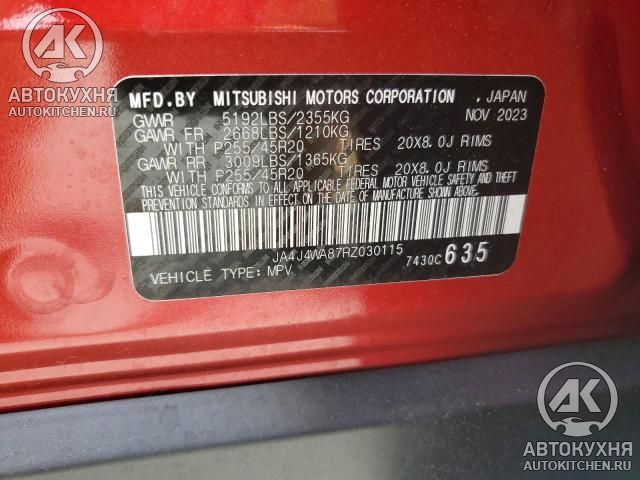 АВТОКУХНЯ
AUTOKITCHEN.RU
MFD.BY MITSUBISHI MOTORS CORPORATION . JAPAN
GVWR 5192LBS/2355KG NOV 2023
GAWR FR 2668LBS/1210KG
WITH P255/45R20 TIRES 20X8.0J RIMS
GAWR RR 3009LBS/1365KG
WITH P255/45R20 TIRES 20X8.0J RIMS
THIS VEHICLE CONFORMS TO ALL APPLICABLE FEDERAL MOTOR VEHICLE SAFETY AND THEFT
PREVENTION STANDARDS IN EFFECT ON THE DATE OF MANUFACTURE SHOWN ABOVE.
JA4J4WA87RZ030115
VEHICLE TYPE: MPV 7430C 635
АК
АВТОКУХНЯ
AUTOKITCHEN.RU